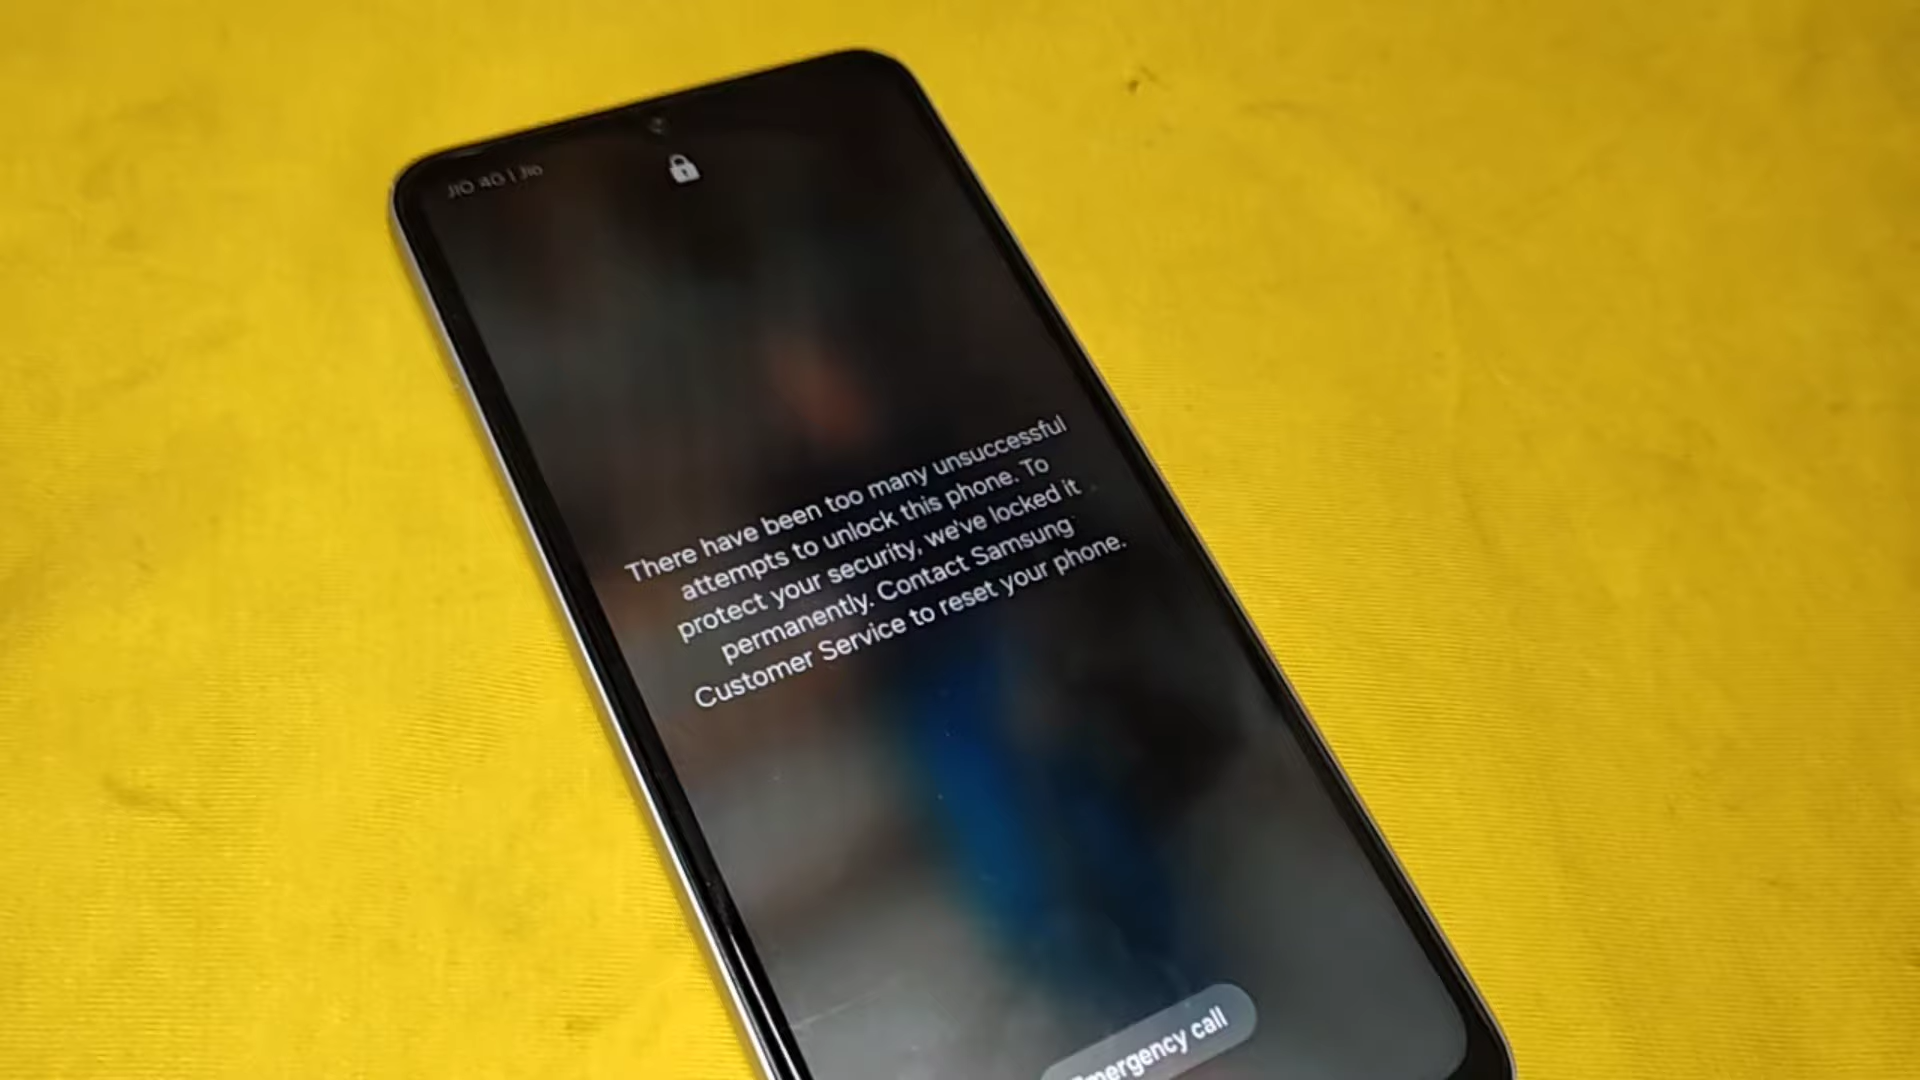 JIO 4G | Jio
There have been too many unsuccessful
attempts to unlock this phone. To
protect your security, we've locked it
permanently. Contact Samsung
Customer Service to reset your phone.
Emergency call